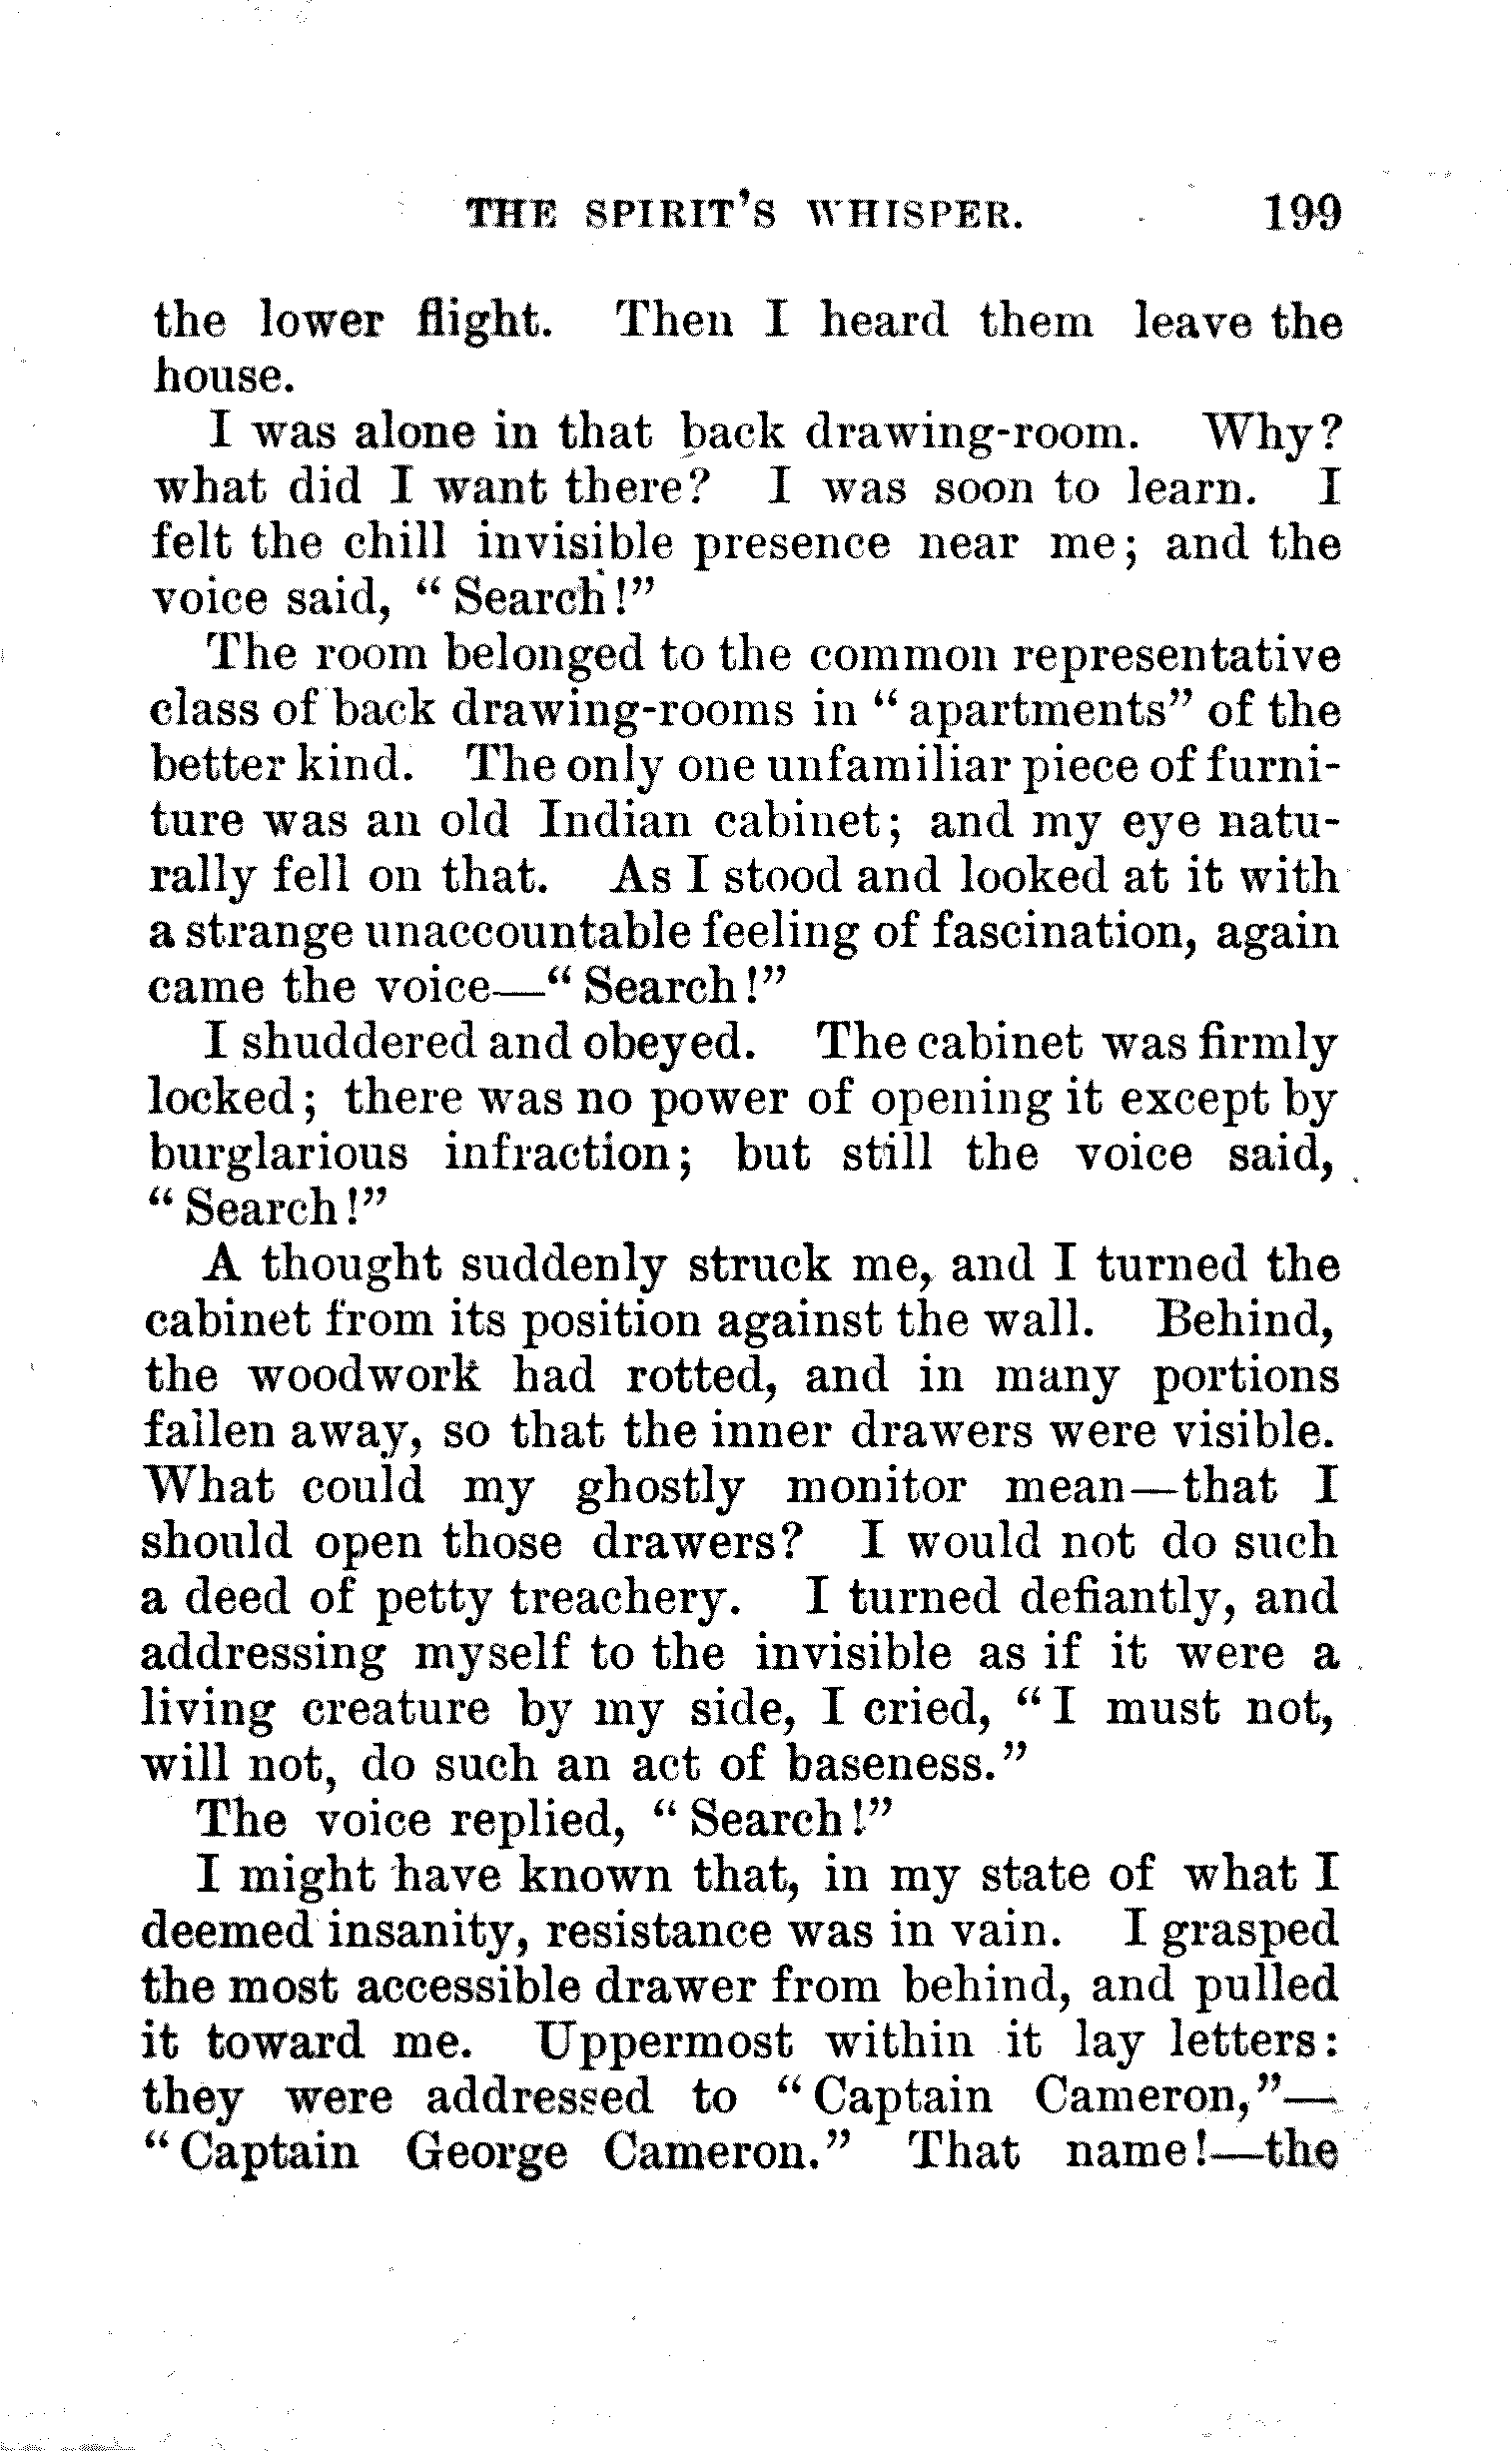 THE SPIRIT'S WHISPER. 199
the lower flight. Then I heard them leave the
house.
I was alone in that back drawing-room. Why?
what did I want there? I was soon to learn. I
felt the chill invisible presence near me; and the
voice said, “Search!”
The room belonged to the common representative
class of back drawing-rooms in “apartments” of the
better kind. The only one unfamiliar piece of furni-
ture was an old Indian cabinet; and my eye natu-
rally fell on that. As I stood and looked at it with
a strange unaccountable feeling of fascination, again
came the voice—“Search!”
I shuddered and obeyed. The cabinet was firmly
locked; there was no power of opening it except by
burglarious infraction; but still the voice said,
“Search!”
A thought suddenly struck me, and I turned the
cabinet from its position against the wall. Behind,
the woodwork had rotted, and in many portions
fallen away, so that the inner drawers were visible.
What could my ghostly monitor mean—that I
should open those drawers? I would not do such
a deed of petty treachery. I turned defiantly, and
addressing myself to the invisible as if it were a
living creature by my side, I cried, “I must not,
will not, do such an act of baseness.”
The voice replied, “Search!”
I might have known that, in my state of what I
deemed insanity, resistance was in vain. I grasped
the most accessible drawer from behind, and pulled
it toward me. Uppermost within it lay letters:
they were addressed to “Captain Cameron,”—
“Captain George Cameron.” That name!—the